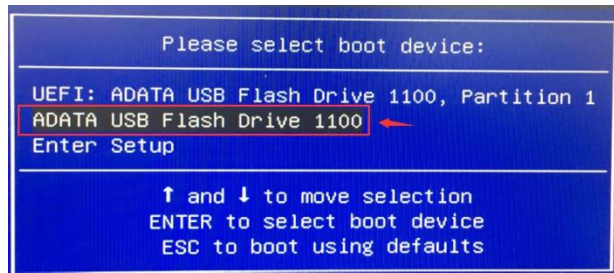 Please select boot device:
UEFI: ADATA USB Flash Drive 1100, Partition 1
ADATA USB Flash Drive 1100
Enter Setup
↑ and ↓ to move selection
ENTER to select boot device
ESC to boot using defaults